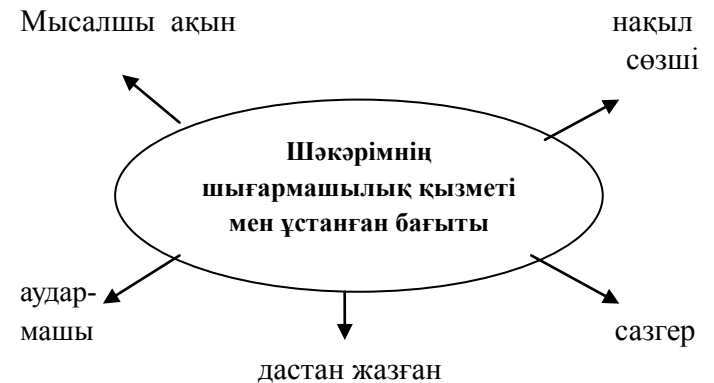 Мысалшы ақын
нақыл
сөзші
Шәкәрімнің
шығармашылық қызметі
мен ұстанған бағыты
аудар-
машы
сазгер
дастан жазған